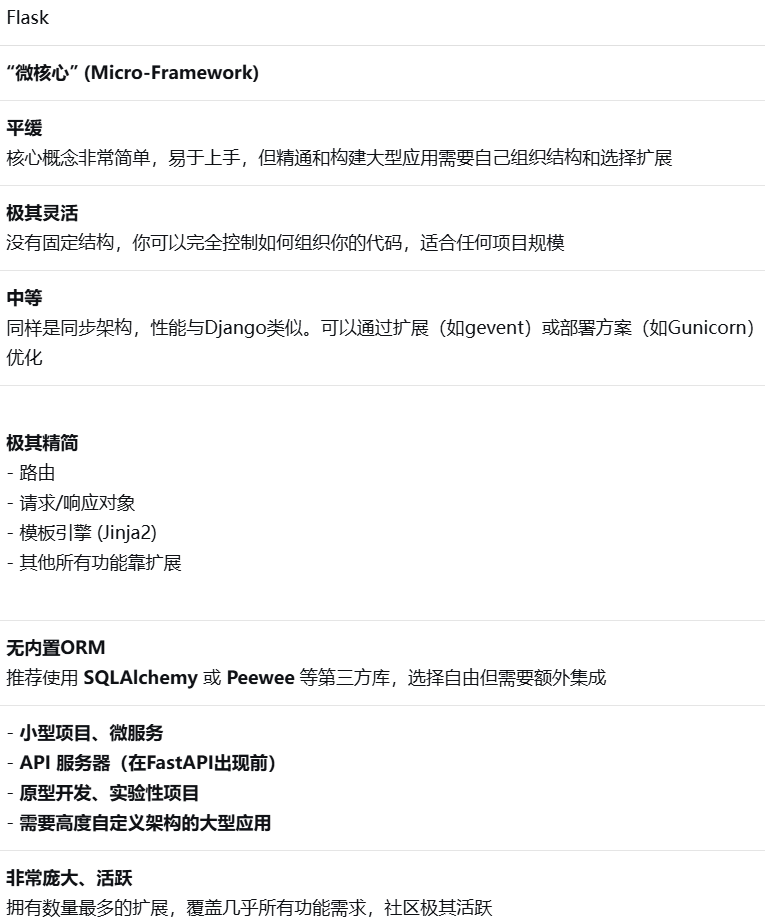 Flask
“微核心” (Micro-Framework)
平缓
核心概念非常简单，易于上手，但精通和构建大型应用需要自己组织结构和选择扩展
极其灵活
没有固定结构，你可以完全控制如何组织你的代码，适合任何项目规模
中等
同样是同步架构，性能与Django类似。可以通过扩展（如gevent）或部署方案（如Gunicorn）
优化
极其精简
- 路由
- 请求/响应对象
- 模板引擎 (Jinja2)
- 其他所有功能靠扩展
无内置ORM
推荐使用 SQLAlchemy 或 Peewee 等第三方库，选择自由但需要额外集成
- 小型项目、微服务
- API 服务器（在FastAPI出现前）
- 原型开发、实验性项目
- 需要高度自定义架构的大型应用
非常庞大、活跃
拥有数量最多的扩展，覆盖几乎所有功能需求，社区极其活跃